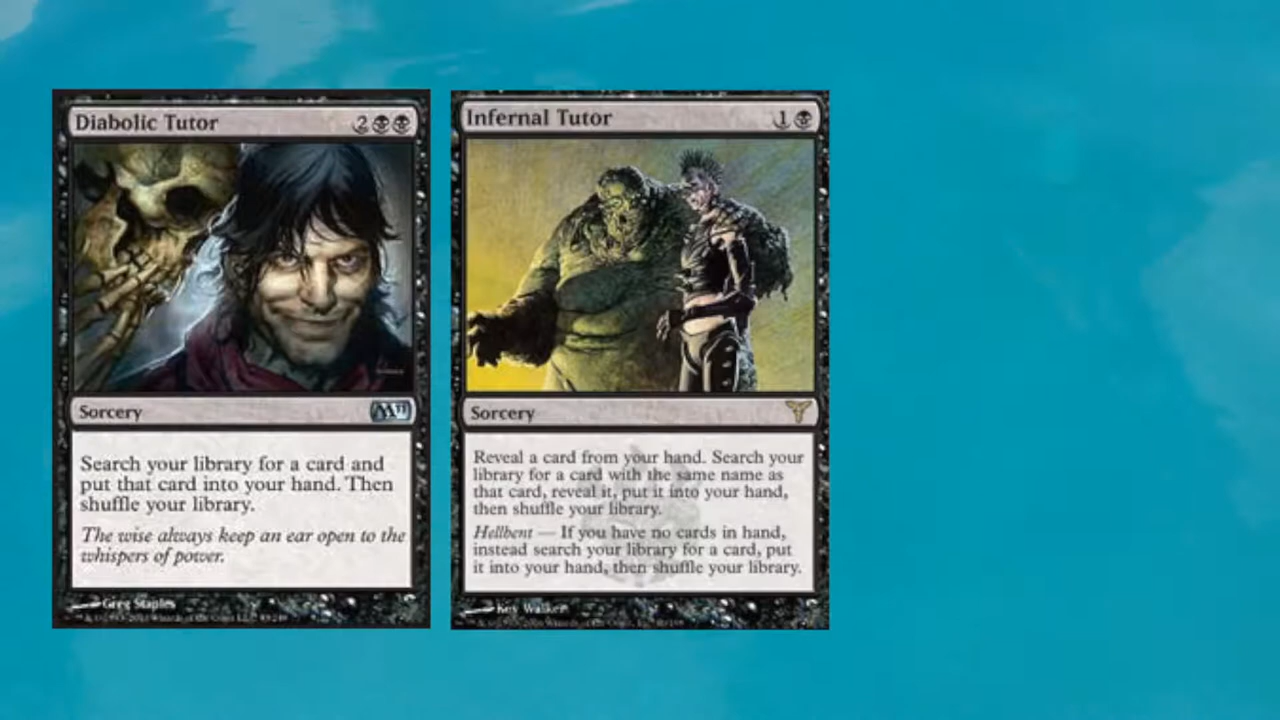 Diabolic Tutor
2
Sorcery
M11
Search your library for a card and
put that card into your hand. Then
shuffle your library.
The wise always keep an ear open to the
whispers of power.
Greg Staples
Infernal Tutor
1
Sorcery
Reveal a card from your hand. Search your
library for a card with the same name as
that card, reveal it, put it into your hand,
then shuffle your library.
Hellbent — If you have no cards in hand,
instead search your library for a card, put
it into your hand, then shuffle your library.
Kev Walker